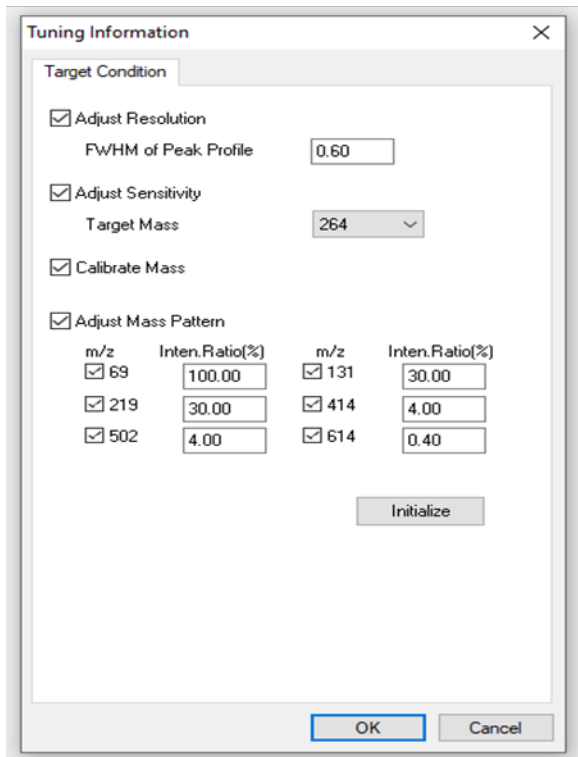 Tuning Information
Target Condition
Adjust Resolution
FWHM of Peak Profile 0.60
Adjust Sensitivity
Target Mass 264
Calibrate Mass
Adjust Mass Pattern
m/z Inten.Ratio(%) m/z Inten.Ratio(%)
69 100.00 131 30.00
219 30.00 414 4.00
502 4.00 614 0.40
Initialize
OK Cancel